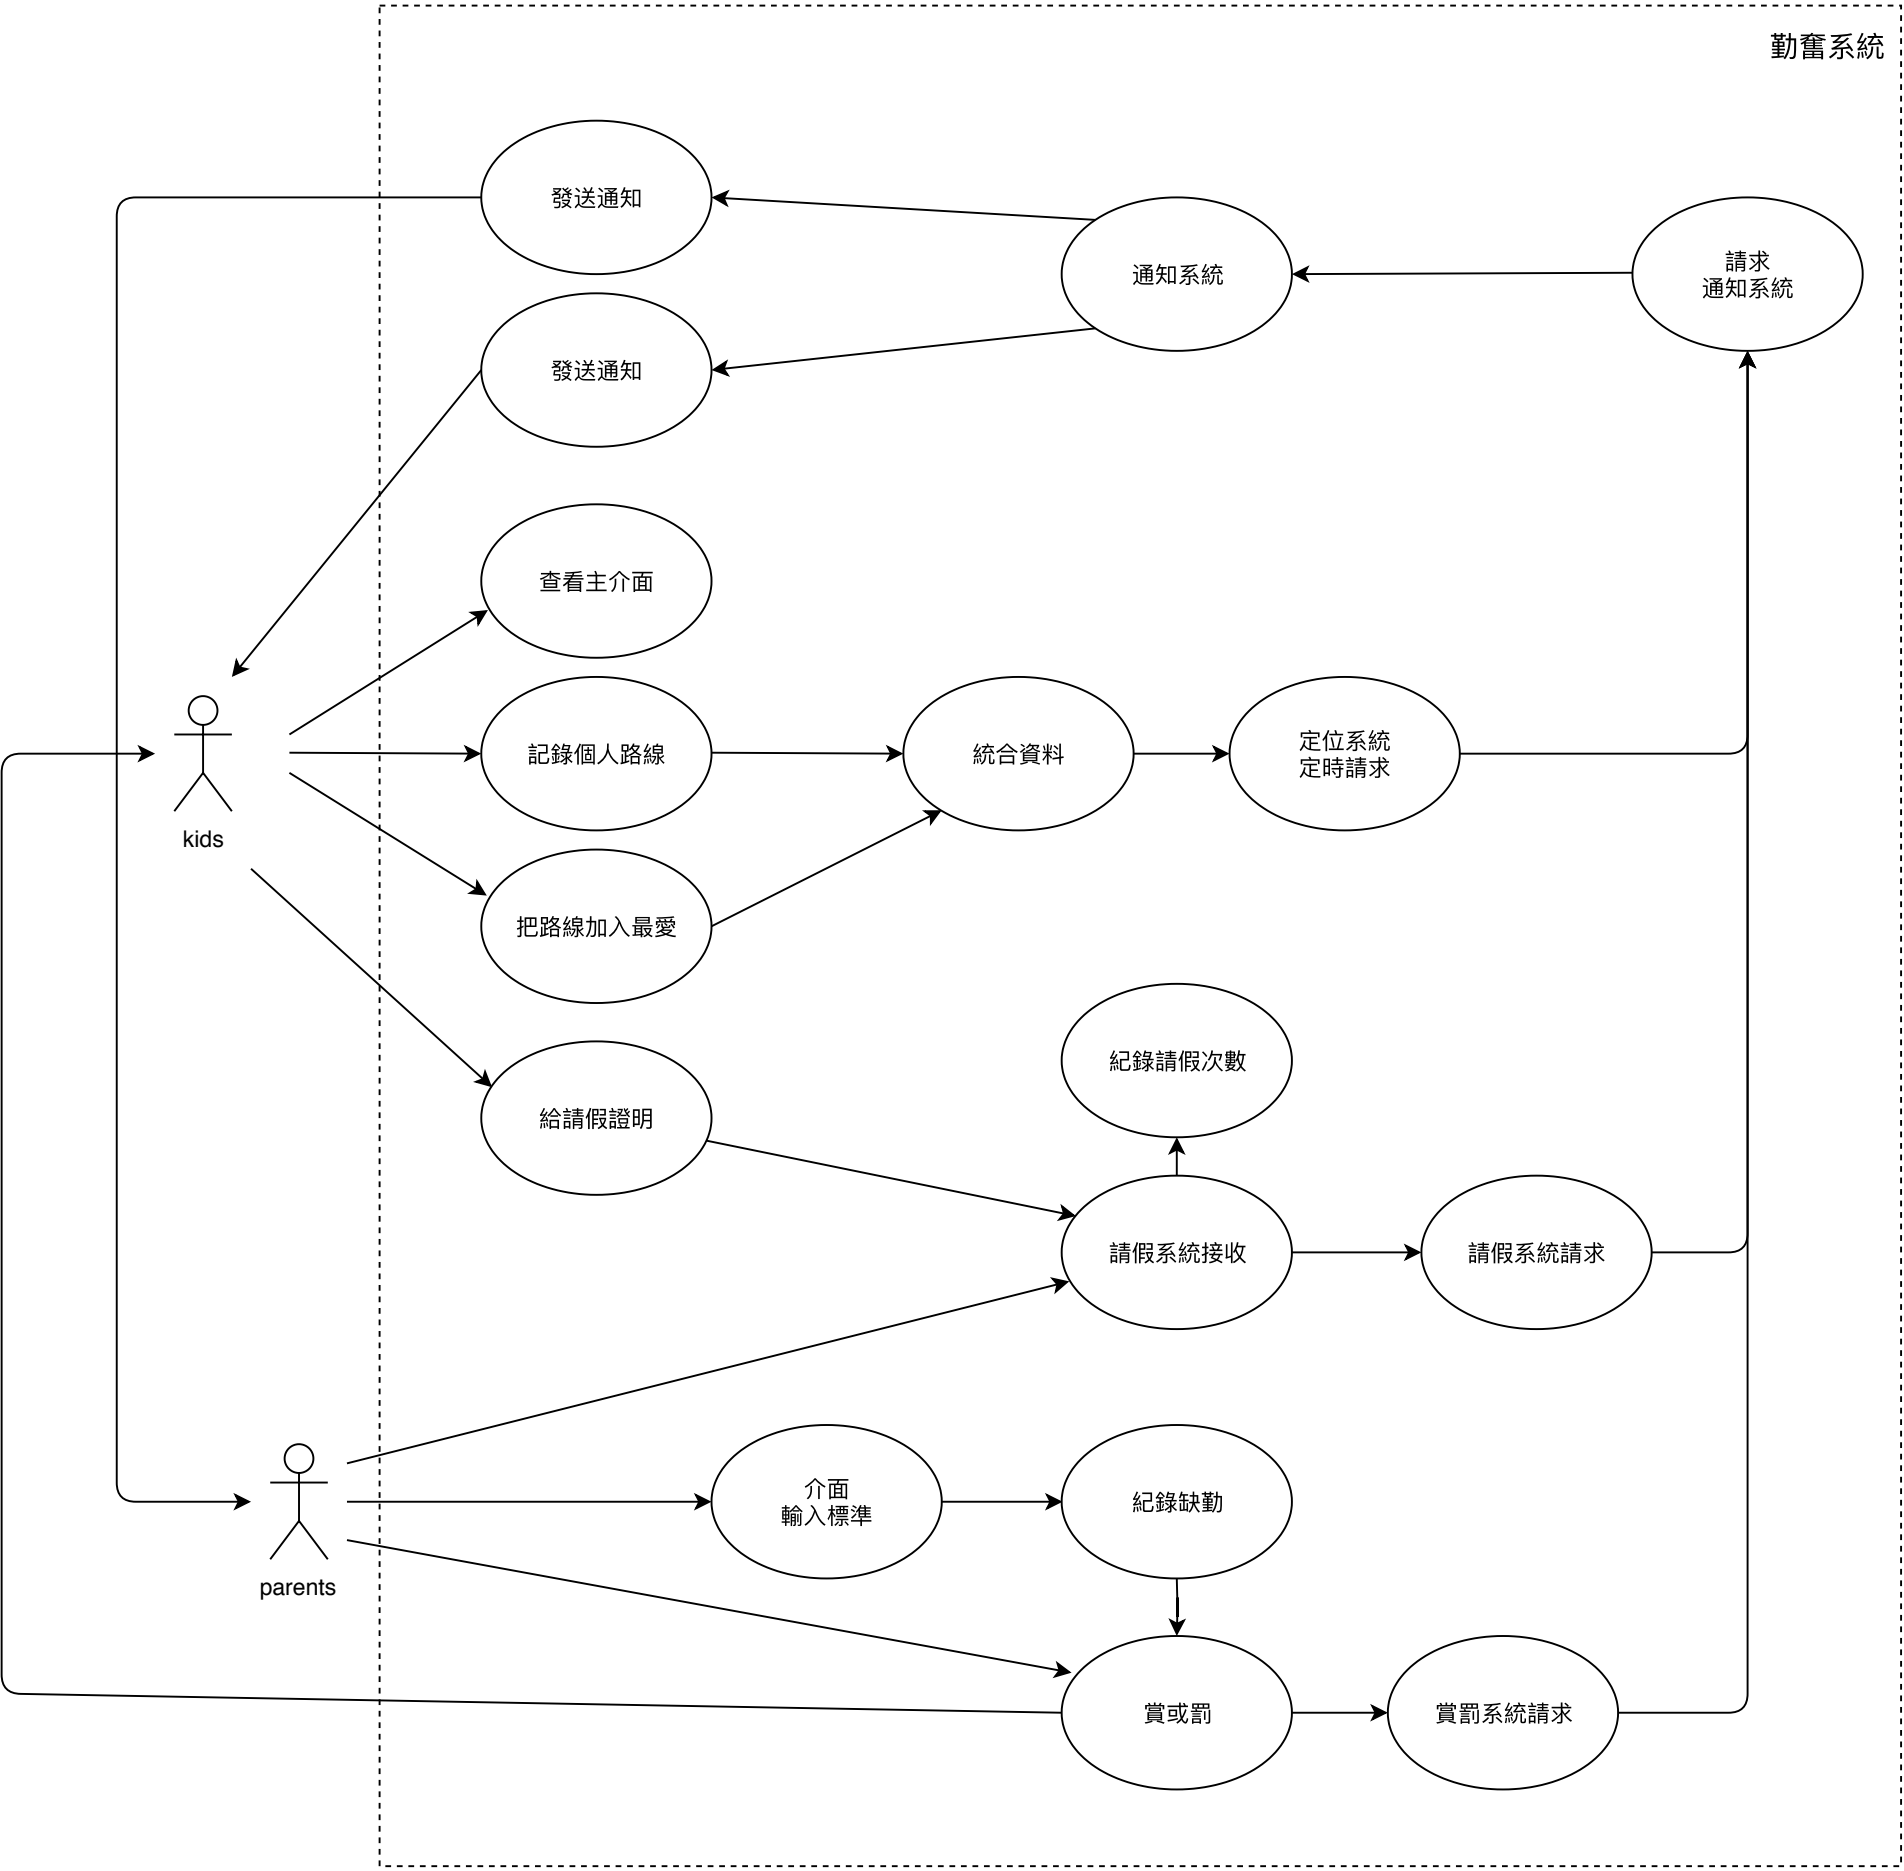 勤奮系統
發送通知
通知系統
請求
通知系統
發送通知
查看主介面
kids
記錄個人路線
統合資料
定位系統
定時請求
把路線加入最愛
紀錄請假次數
給請假證明
請假系統接收
請假系統請求
parents
介面
輸入標準
紀錄缺勤
賞或罰
賞罰系統請求